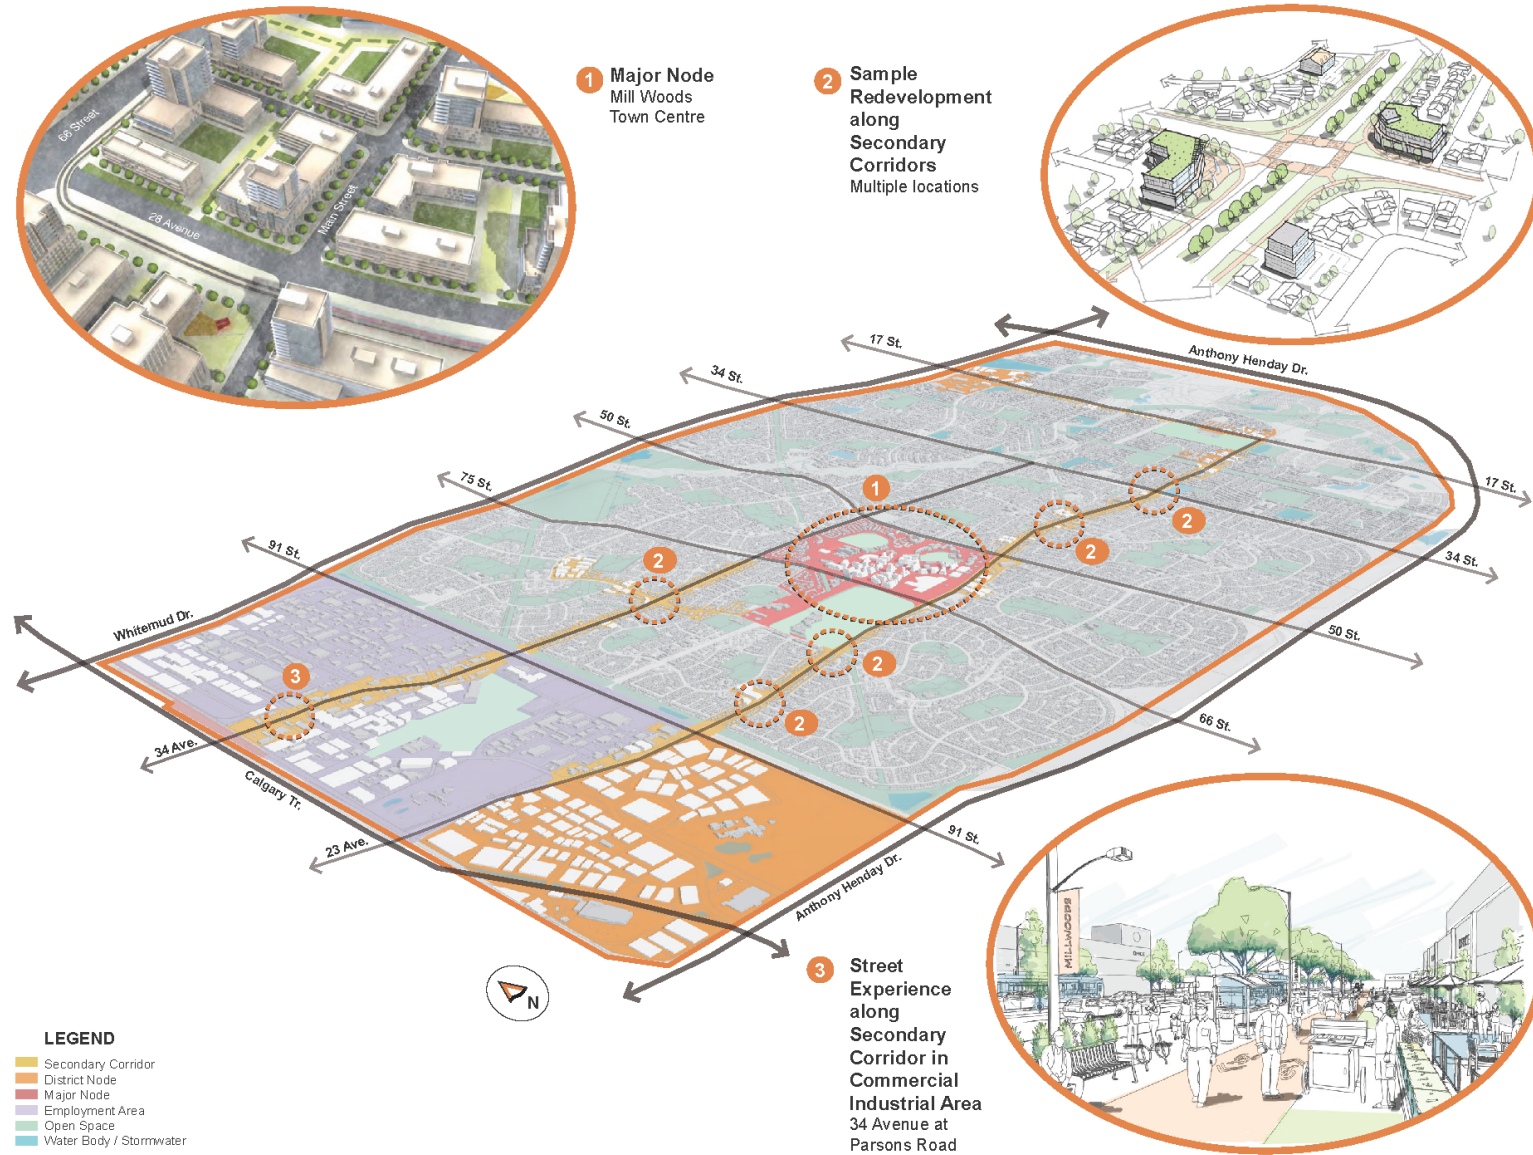 66 Street
28 Avenue
Main Street
1
Major Node
Mill Woods
Town Centre
2
Sample
Redevelopment
along
Secondary
Corridors
Multiple locations
17 St.
34 St.
50 St.
75 St.
91 St.
Whitemud Dr.
Anthony Henday Dr.
1
2
2
2
2
2
3
17 St.
34 St.
50 St.
66 St.
91 St.
34 Ave.
Calgary Tr.
23 Ave.
Anthony Henday Dr.
N
3
Street
Experience
along
Secondary
Corridor in
Commercial
Industrial Area
34 Avenue at
Parsons Road
MILLWOODS
LEGEND
Secondary Corridor
District Node
Major Node
Employment Area
Open Space
Water Body / Stormwater